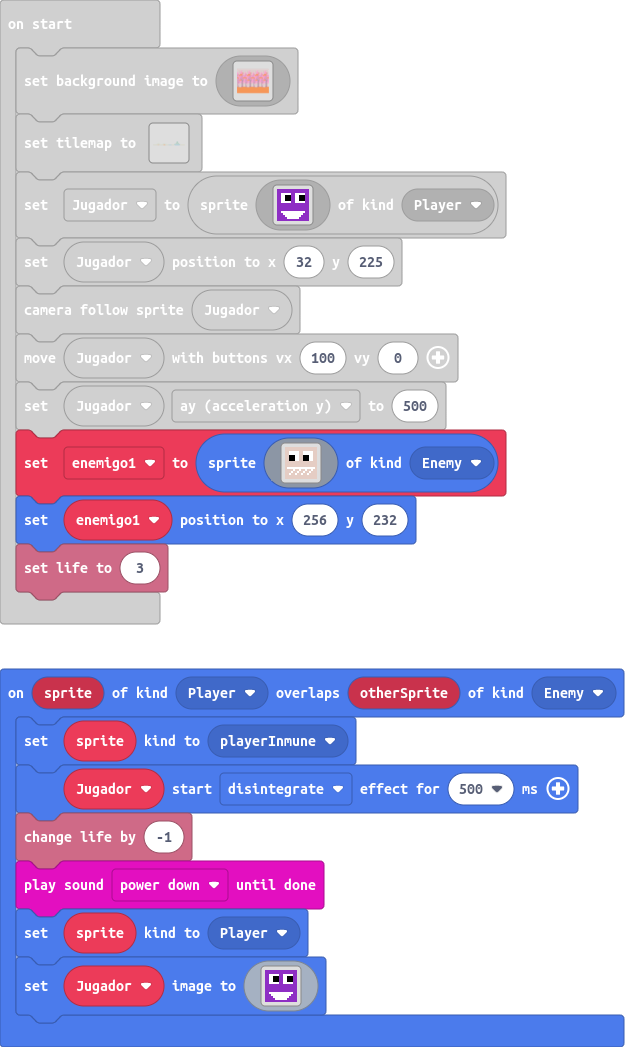 on start
set background image to
set tilemap to
set Jugador to sprite of kind Player
set Jugador position to x 32 y 225
camera follow sprite Jugador
move Jugador with buttons vx 100 vy 0
set Jugador ay (acceleration y) to 500
set enemigo1 to sprite of kind Enemy
set enemigo1 position to x 256 y 232
set life to 3
on sprite of kind Player overlaps otherSprite of kind Enemy
set sprite kind to playerInmune
Jugador start disintegrate effect for 500 ms
change life by -1
play sound power down until done
set sprite kind to Player
set Jugador image to